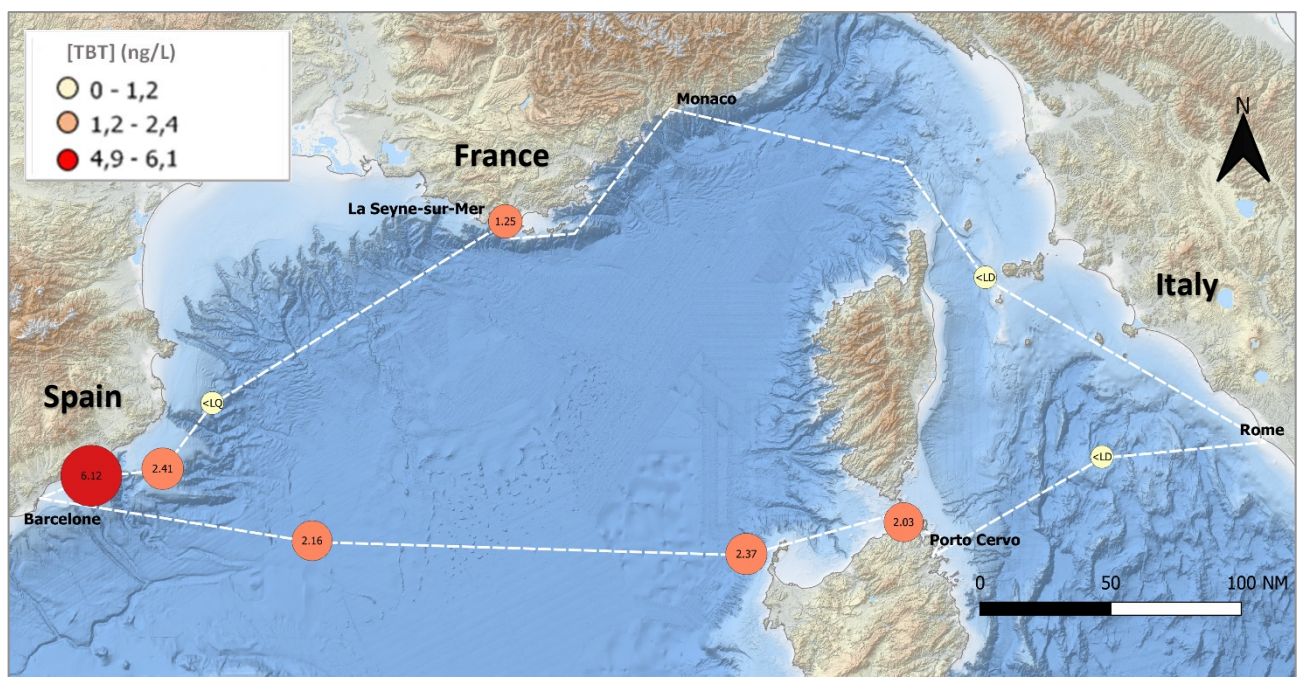 [TBT] (ng/L)
0 - 1,2
1,2 - 2,4
4,9 - 6,1
Monaco
N
France
La Seyne-sur-Mer
1.25
<LD
Italy
Spain
<LQ
Rome
<LD
6.12
2.41
Barcelone
2.16
2.37
2.03
Porto Cervo
0 50 100 NM